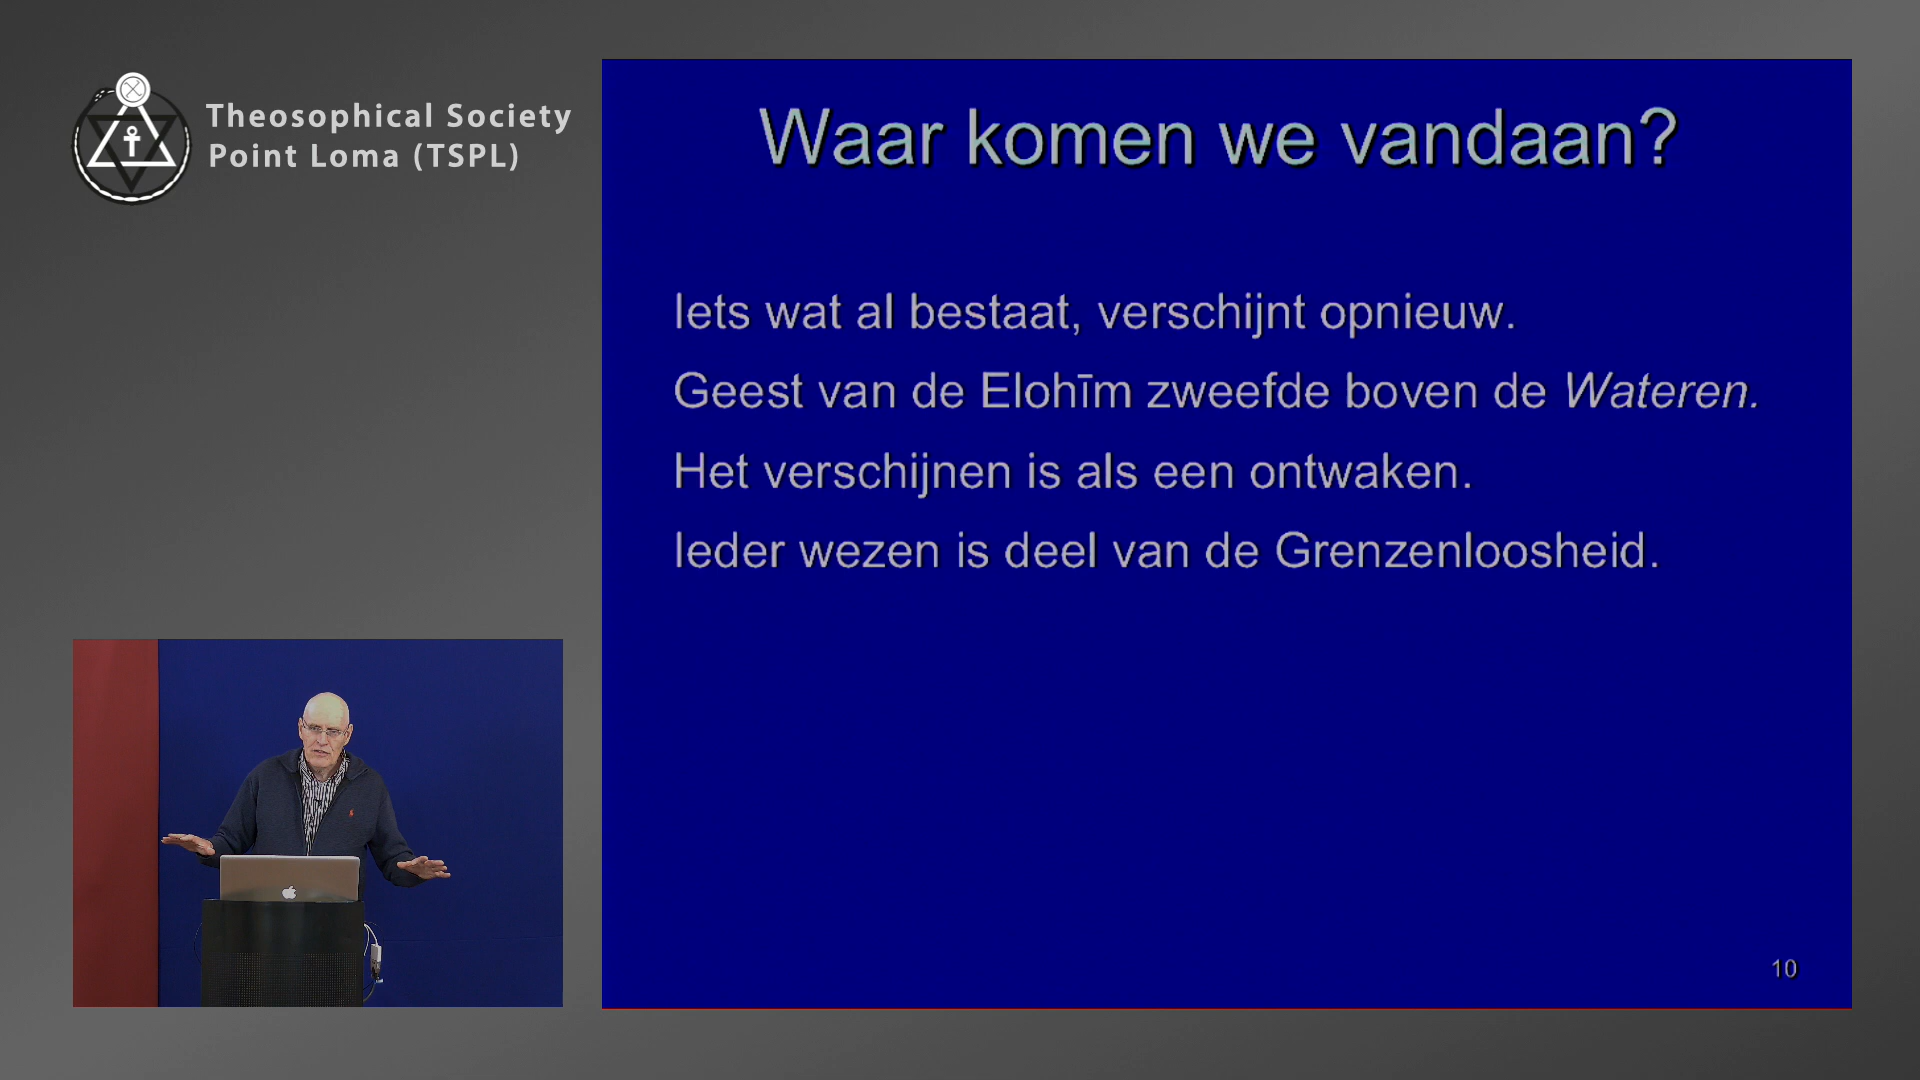 Theosophical Society
Point Loma (TSPL)
Waar komen we vandaan?
Iets wat al bestaat, verschijnt opnieuw.
Geest van de Elohīm zweefde boven de Wateren.
Het verschijnen is als een ontwaken.
Ieder wezen is deel van de Grenzenloosheid.
10